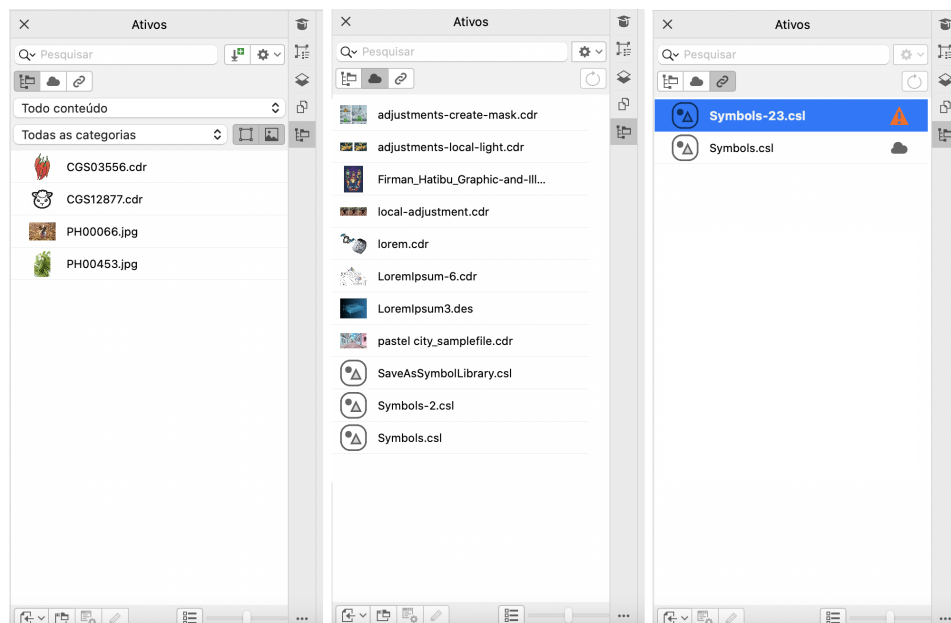 Ativos
Pesquisar
Todo conteúdo
Todas as categorias
CGS03556.cdr
CGS12877.cdr
PH00066.jpg
PH00453.jpg
Ativos
Pesquisar
adjustments-create-mask.cdr
adjustments-local-light.cdr
Firman_Hatibu_Graphic-and-Ill...
local-adjustment.cdr
lorem.cdr
LoremIpsum-6.cdr
LoremIpsum3.des
pastel city_samplefile.cdr
SaveAsSymbolLibrary.csl
Symbols-2.csl
Symbols.csl
Ativos
Pesquisar
Symbols-23.csl
Symbols.csl